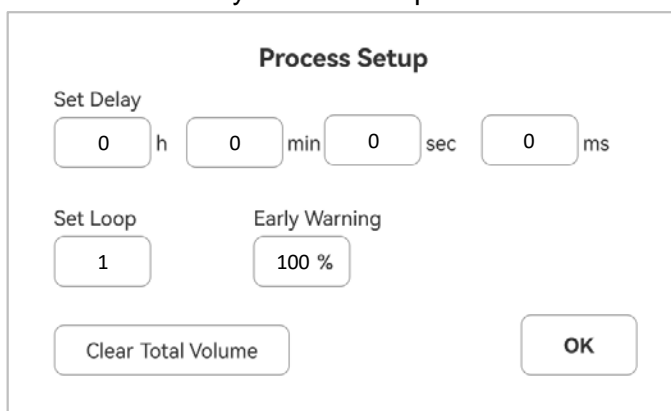 Process Setup
Set Delay
0 h 0 min 0 sec 0 ms
Set Loop Early Warning
1 100 %
Clear Total Volume OK